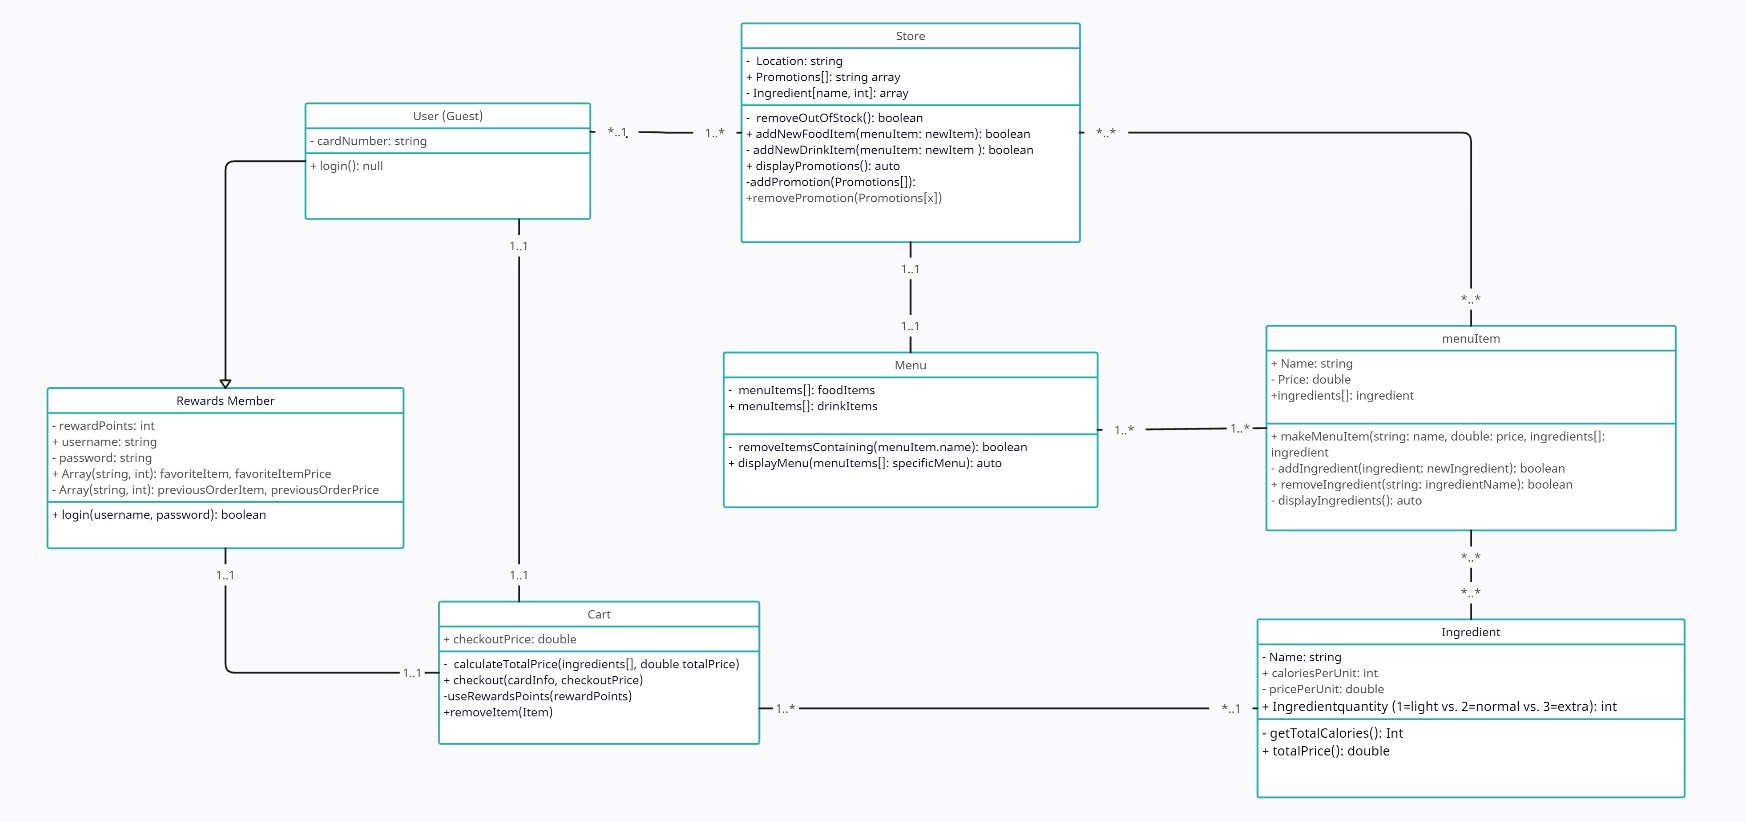 Store
-  Location: string
+ Promotions[]: string array
- Ingredient[name, int]: array
-  removeOutOfStock(): boolean
+ addNewFoodItem(menuItem: newItem): boolean
- addNewDrinkItem(menuItem: newItem ): boolean
+ displayPromotions(): auto
-addPromotion(Promotions[]):
+removePromotion(Promotions[x])
User (Guest)
- cardNumber: string
+ login(): null
*..1
1..*
*..*
*..*
1..1
1..1
1..1
menuItem
+ Name: string
- Price: double
+ingredients[]: ingredient
+ makeMenuItem(string: name, double: price, ingredients[]:
ingredient
- addIngredient(ingredient: newIngredient): boolean
+ removeIngredient(string: ingredientName): boolean
- displayIngredients(): auto
Menu
-  menuItems[]: foodItems
+ menuItems[]: drinkItems
-  removeItemsContaining(menuItem.name): boolean
+ displayMenu(menuItems[]: specificMenu): auto
1..*
1..*
Rewards Member
- rewardPoints: int
+ username: string
- password: string
+ Array(string, int): favoriteItem, favoriteItemPrice
- Array(string, int): previousOrderItem, previousOrderPrice
+ login(username, password): boolean
1..1
1..1
*..*
*..*
Cart
+ checkoutPrice: double
-  calculateTotalPrice(ingredients[], double totalPrice)
+ checkout(cardInfo, checkoutPrice)
-useRewardsPoints(rewardPoints)
+removeItem(Item)
1..1
1..*
*..1
Ingredient
- Name: string
+ caloriesPerUnit: int
- pricePerUnit: double
+ Ingredientquantity (1=light vs. 2=normal vs. 3=extra): int
- getTotalCalories(): Int
+ totalPrice(): double